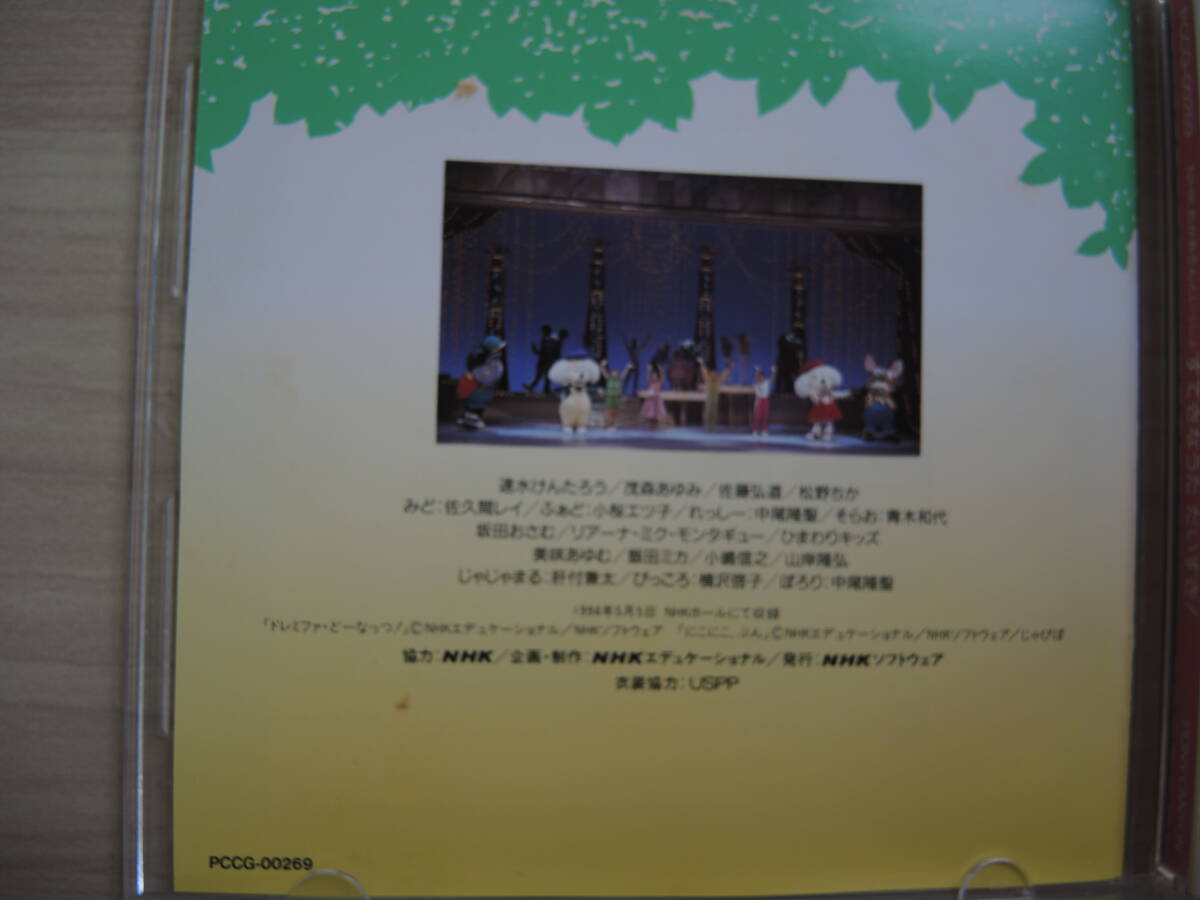 速水けんたろう/茂森あゆみ/佐藤弘道/松野ちか
みど:佐久間レイ/ふぁど:小桜エツ子/れっしー:中尾隆聖/そらお:青木和代
坂田おさむ/リアーナ・ミク・モンタギュー/ひまわりキッズ
美咲あゆむ/飯田ミカ/小嶋信之/山岸隆弘
じゃじゃまる:肝付兼太/ぴっころ:横沢啓子/ぽろり:中尾隆聖
1994年5月5日 NHKホールにて収録
「ドレミファ・どーなっつ!」©NHKエデュケーショナル/NHKソフトウェア 「にこにこ、ぷん」©NHKエデュケーショナル/NHKソフトウェア/じゃぴぽ
協力:NHK/企画・制作:NHKエデュケーショナル/発行:NHKソフトウェア
衣裳協力:USPP
PCCG-00269